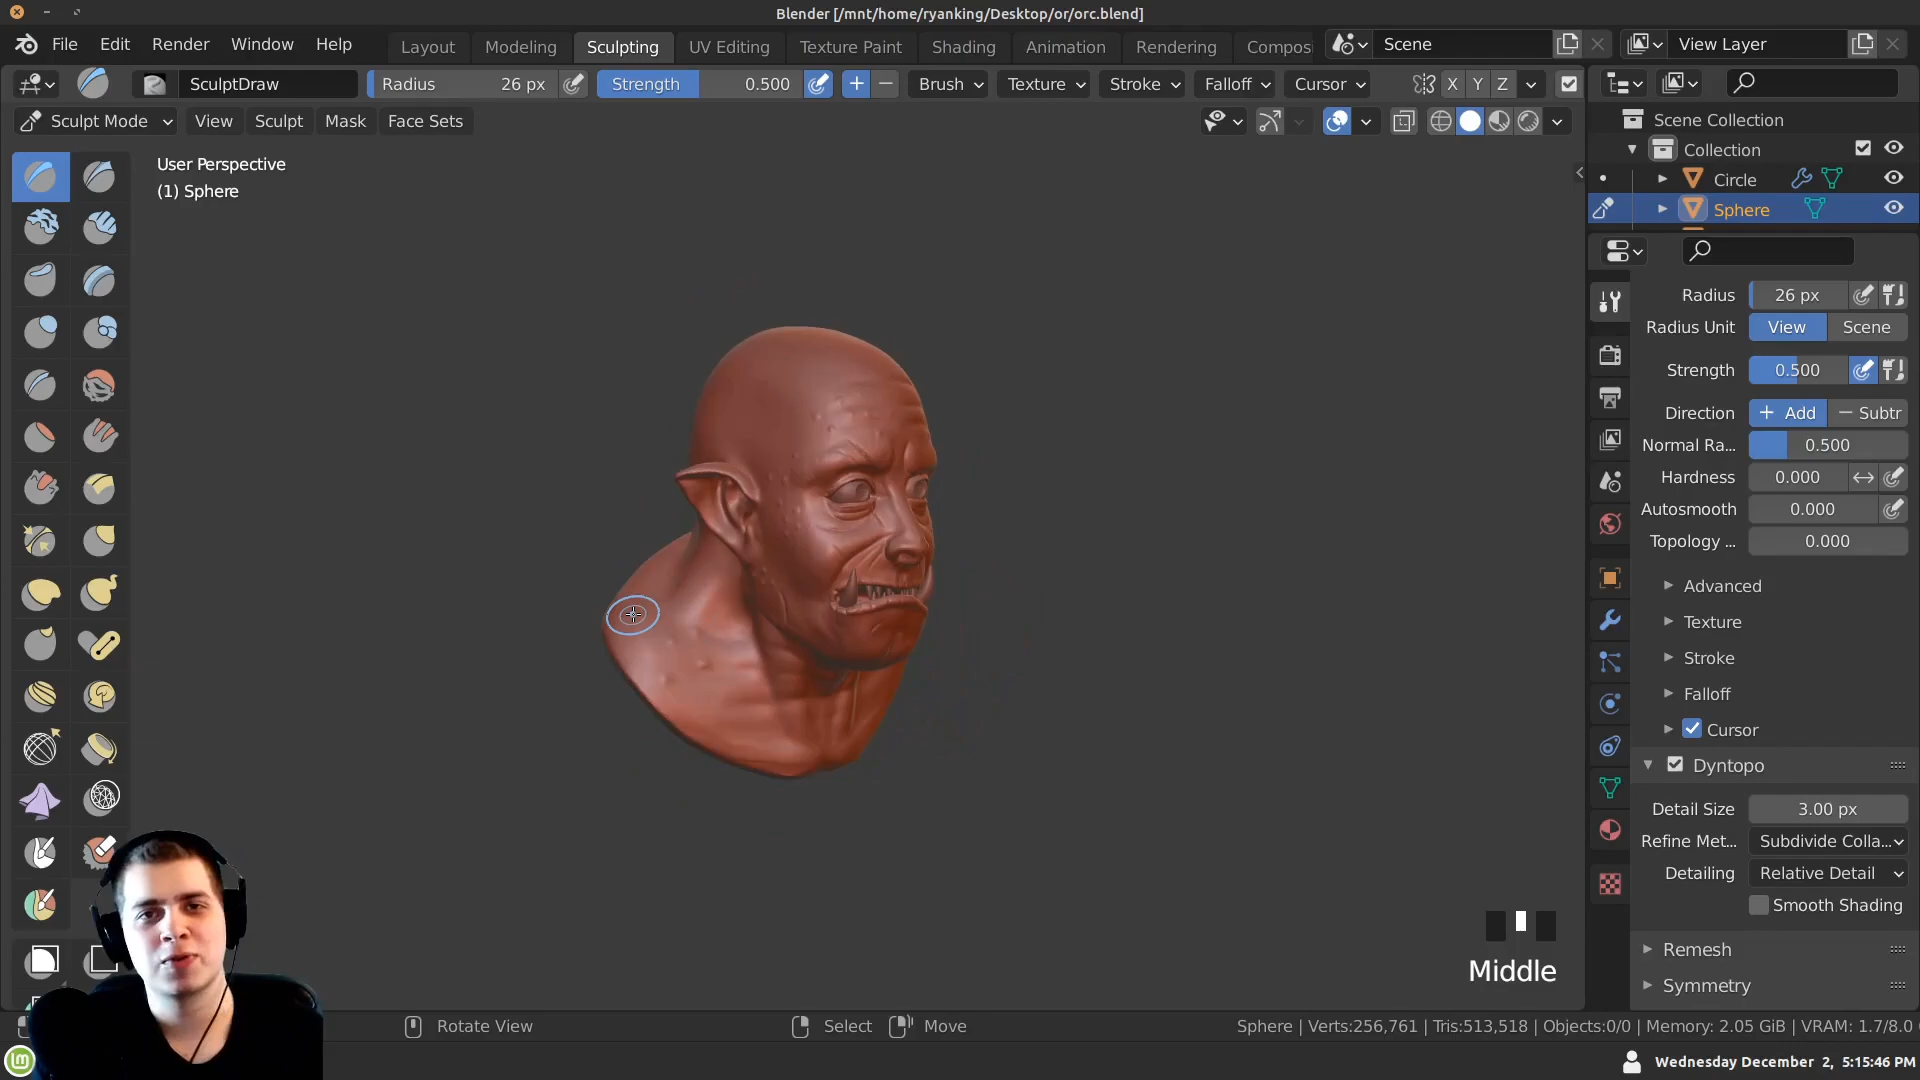 Blender [/mnt/home/ryanking/Desktop/or/orc.blend]
File Edit Render Window Help
Layout Modeling Sculpting UV Editing Texture Paint Shading Animation Rendering Compos
Scene
View Layer
SculptDraw
Radius 26 px
Strength 0.500
Brush Texture Stroke Falloff Cursor
X Y Z
Sculpt Mode View Sculpt Mask Face Sets
User Perspective
(1) Sphere
Scene Collection
Collection
Circle
Sphere
Radius 26 px
Radius Unit View Scene
Strength 0.500
Direction + Add − Subtr
Normal Ra... 0.500
Hardness 0.000
Autosmooth 0.000
Topology ... 0.000
Advanced
Texture
Stroke
Falloff
Cursor
Dyntopo
Detail Size 3.00 px
Refine Met... Subdivide Colla...
Detailing Relative Detail
Smooth Shading
Remesh
Symmetry
Middle
Rotate View Select Move
Sphere | Verts:256,761 | Tris:513,518 | Objects:0/0 | Memory: 2.05 GiB | VRAM: 1.7/8.0
Wednesday December 2, 5:15:46 PM